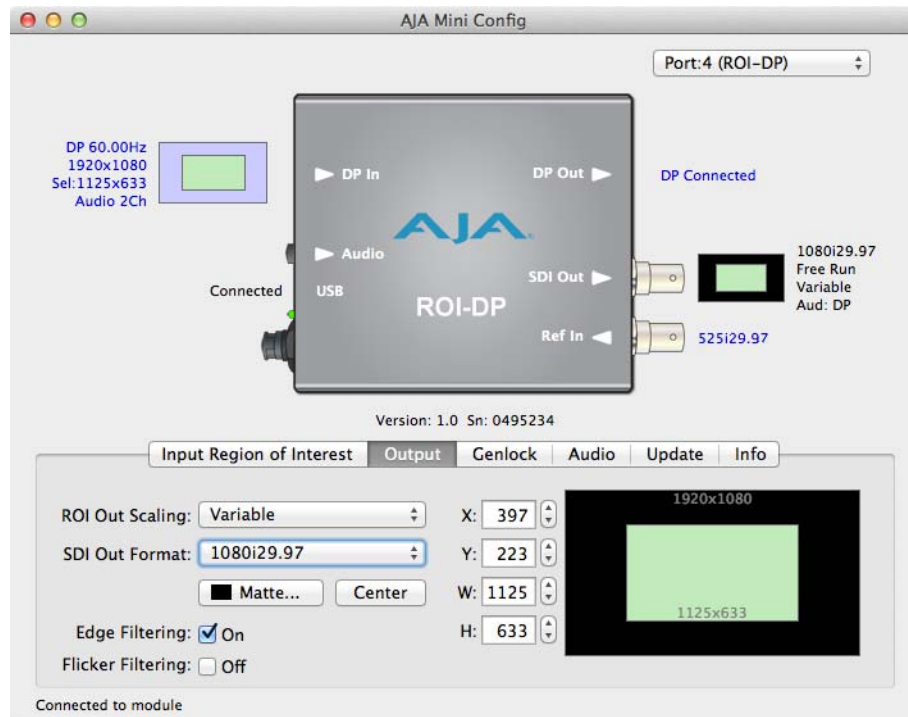 AJA Mini Config
Port:4 (ROI-DP)
DP 60.00Hz
1920x1080
Sel:1125x633
Audio 2Ch
DP In
DP Out
DP Connected
AJA
Audio
Connected
USB
SDI Out
1080i29.97
Free Run
Variable
Aud: DP
ROI-DP
Ref In
525i29.97
Version: 1.0 Sn: 0495234
Input Region of Interest
Output
Genlock
Audio
Update
Info
ROI Out Scaling: Variable
X: 397
1920x1080
SDI Out Format: 1080i29.97
Y: 223
Matte...
Center
W: 1125
1125x633
Edge Filtering: On
H: 633
Flicker Filtering: Off
Connected to module